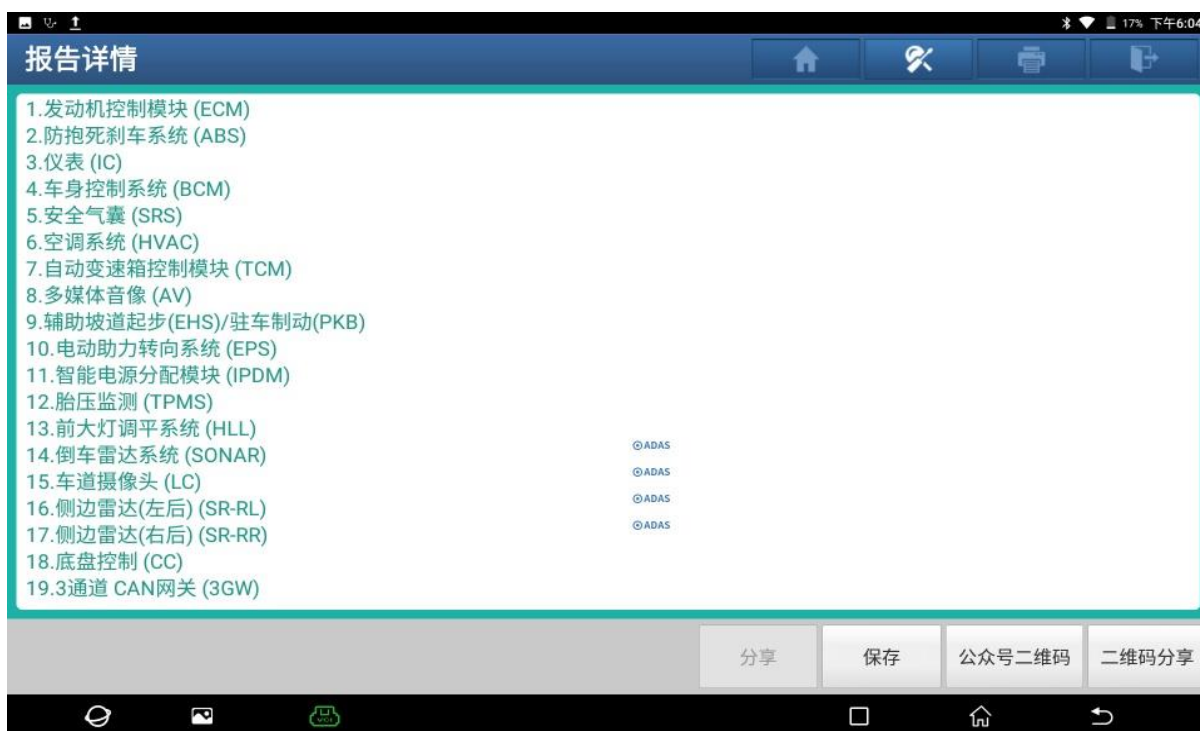 17% 下午6:04
报告详情
1.发动机控制模块 (ECM)
2.防抱死刹车系统 (ABS)
3.仪表 (IC)
4.车身控制系统 (BCM)
5.安全气囊 (SRS)
6.空调系统 (HVAC)
7.自动变速箱控制模块 (TCM)
8.多媒体音像 (AV)
9.辅助坡道起步(EHS)/驻车制动(PKB)
10.电动助力转向系统 (EPS)
11.智能电源分配模块 (IPDM)
12.胎压监测 (TPMS)
13.前大灯调平系统 (HLL)
14.倒车雷达系统 (SONAR) ADAS
15.车道摄像头 (LC) ADAS
16.侧边雷达(左后) (SR-RL) ADAS
17.侧边雷达(右后) (SR-RR) ADAS
18.底盘控制 (CC)
19.3通道 CAN网关 (3GW)
分享 保存 公众号二维码 二维码分享
VCI